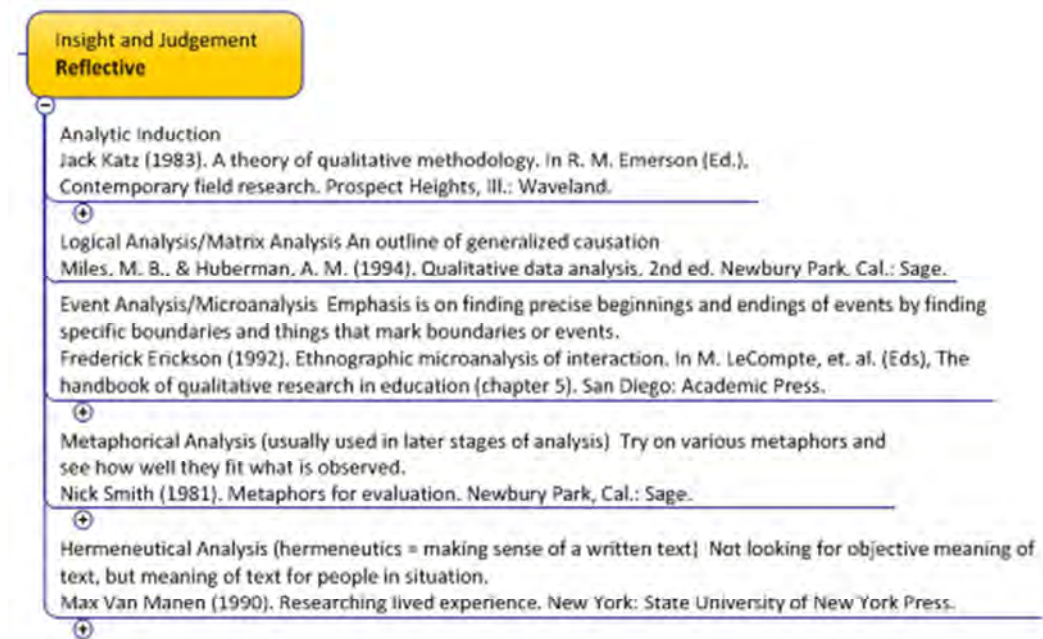 Insight and Judgement
Reflective
Analytic Induction
Jack Katz (1983). A theory of qualitative methodology. In R. M. Emerson (Ed.),
Contemporary field research. Prospect Heights, Ill.: Waveland.
Logical Analysis/Matrix Analysis An outline of generalized causation
Miles, M. B., & Huberman, A. M. (1994). Qualitative data analysis, 2nd ed. Newbury Park, Cal.: Sage.
Event Analysis/Microanalysis Emphasis is on finding precise beginnings and endings of events by finding
specific boundaries and things that mark boundaries or events.
Frederick Erickson (1992). Ethnographic microanalysis of interaction. In M. LeCompte, et. al. (Eds), The
handbook of qualitative research in education (chapter 5). San Diego: Academic Press.
Metaphorical Analysis (usually used in later stages of analysis) Try on various metaphors and
see how well they fit what is observed.
Nick Smith (1981). Metaphors for evaluation. Newbury Park, Cal.: Sage.
Hermeneutical Analysis (hermeneutics = making sense of a written text) Not looking for objective meaning of
text, but meaning of text for people in situation.
Max Van Manen (1990). Researching lived experience. New York: State University of New York Press.